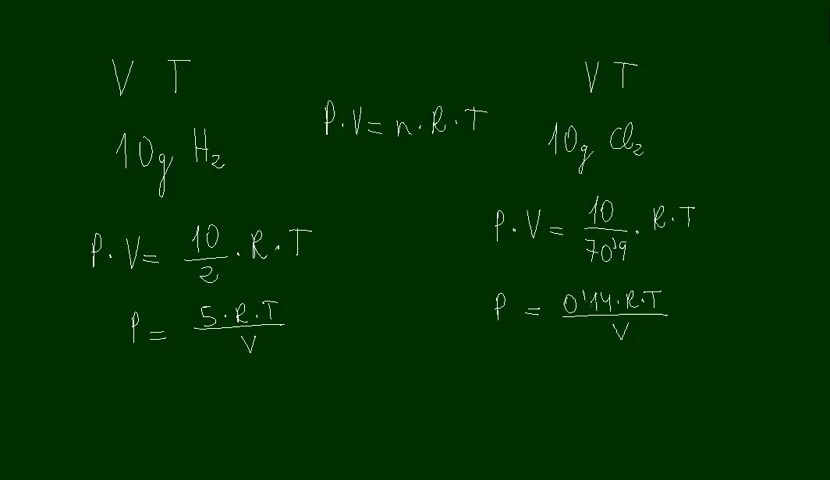 V T
10g H₂
P·V = n·R·T
V T
10g Cl₂
P·V = 10/2 · R·T
P = 5·R·T/V
P·V = 10/70'9 · R·T
P = 0'14·R·T/V